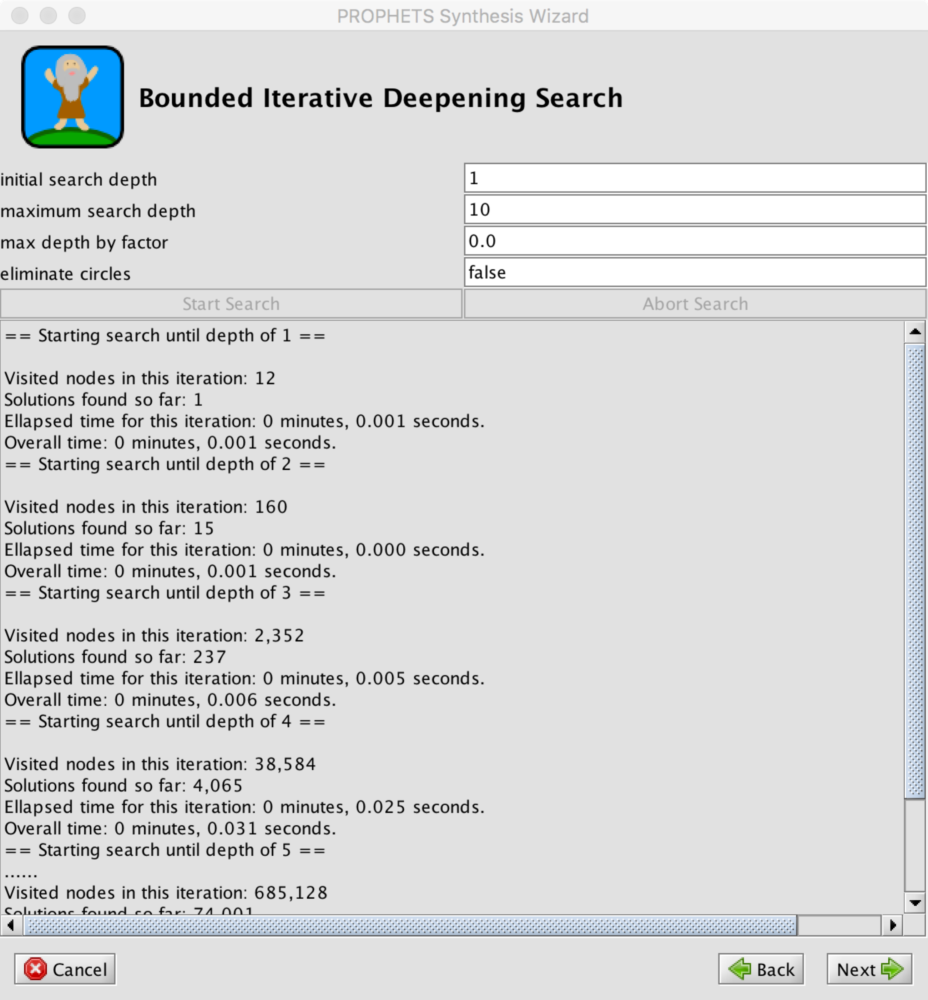 PROPHETS Synthesis Wizard
Bounded Iterative Deepening Search
initial search depth 1
maximum search depth 10
max depth by factor 0.0
eliminate circles false
Start Search Abort Search
== Starting search until depth of 1 ==
Visited nodes in this iteration: 12
Solutions found so far: 1
Ellapsed time for this iteration: 0 minutes, 0.001 seconds.
Overall time: 0 minutes, 0.001 seconds.
== Starting search until depth of 2 ==
Visited nodes in this iteration: 160
Solutions found so far: 15
Ellapsed time for this iteration: 0 minutes, 0.000 seconds.
Overall time: 0 minutes, 0.001 seconds.
== Starting search until depth of 3 ==
Visited nodes in this iteration: 2,352
Solutions found so far: 237
Ellapsed time for this iteration: 0 minutes, 0.005 seconds.
Overall time: 0 minutes, 0.006 seconds.
== Starting search until depth of 4 ==
Visited nodes in this iteration: 38,584
Solutions found so far: 4,065
Ellapsed time for this iteration: 0 minutes, 0.025 seconds.
Overall time: 0 minutes, 0.031 seconds.
== Starting search until depth of 5 ==
......
Visited nodes in this iteration: 685,128
Solutions found so far: 74,001
Cancel Back Next